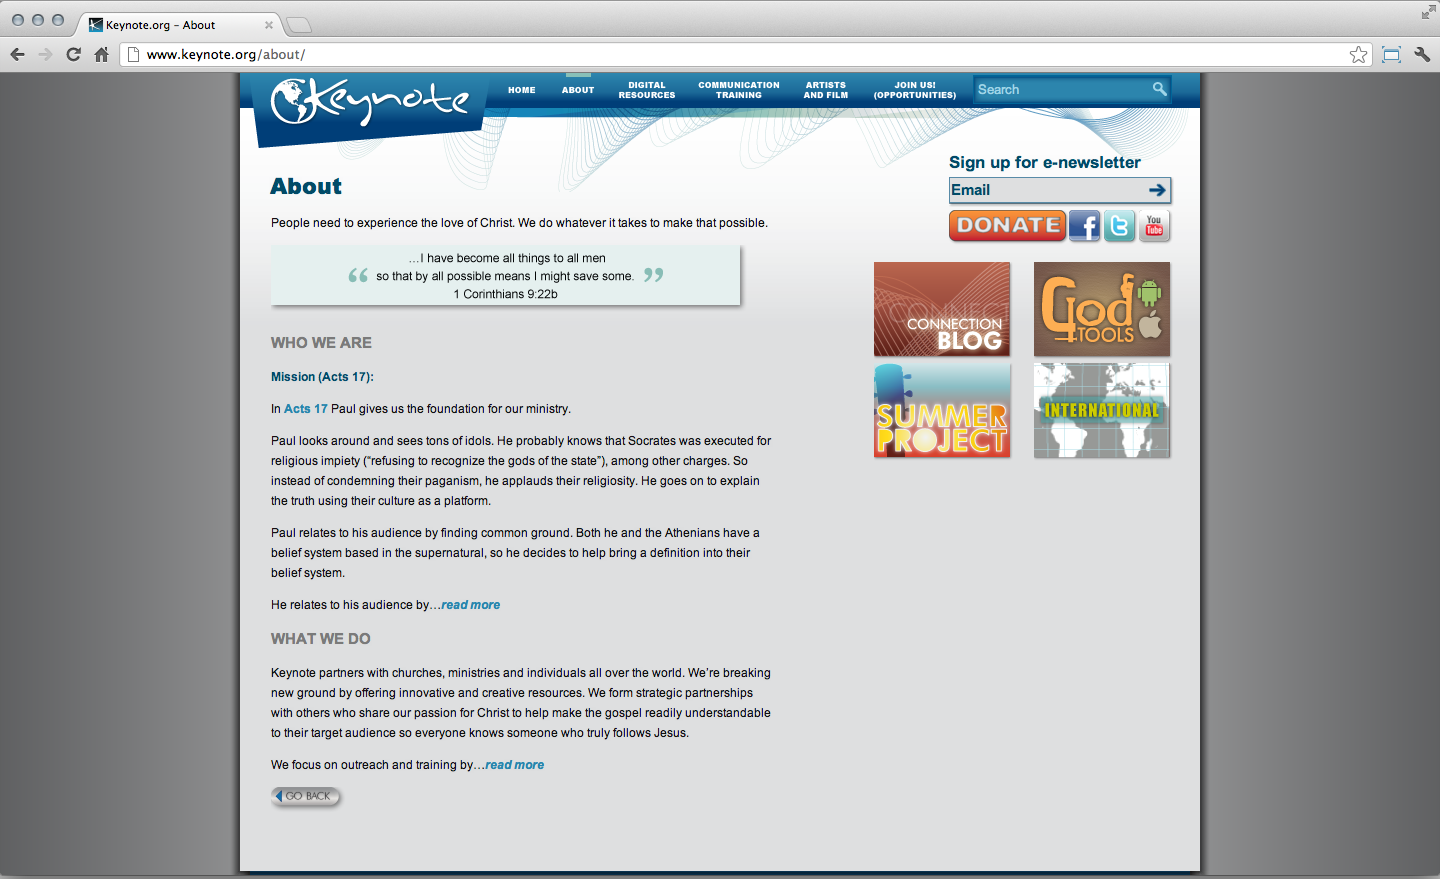 Keynote.org – About
www.keynote.org/about/
Keynote
HOME
ABOUT
DIGITAL
RESOURCES
COMMUNICATION
TRAINING
ARTISTS
AND FILM
JOIN US!
(OPPORTUNITIES)
Search
Sign up for e-newsletter
Email
DONATE
f
t
You
Tube
About
People need to experience the love of Christ. We do whatever it takes to make that possible.
…I have become all things to all men
“ so that by all possible means I might save some. ”
1 Corinthians 9:22b
CONNECT
CONNECTION
BLOG
God
TOOLS
SUMMER
PROJECT
INTERNATIONAL
WHO WE ARE
Mission (Acts 17):
In Acts 17 Paul gives us the foundation for our ministry.
Paul looks around and sees tons of idols. He probably knows that Socrates was executed for
religious impiety (“refusing to recognize the gods of the state”), among other charges. So
instead of condemning their paganism, he applauds their religiosity. He goes on to explain
the truth using their culture as a platform.
Paul relates to his audience by finding common ground. Both he and the Athenians have a
belief system based in the supernatural, so he decides to help bring a definition into their
belief system.
He relates to his audience by…read more
WHAT WE DO
Keynote partners with churches, ministries and individuals all over the world. We’re breaking
new ground by offering innovative and creative resources. We form strategic partnerships
with others who share our passion for Christ to help make the gospel readily understandable
to their target audience so everyone knows someone who truly follows Jesus.
We focus on outreach and training by…read more
GO BACK